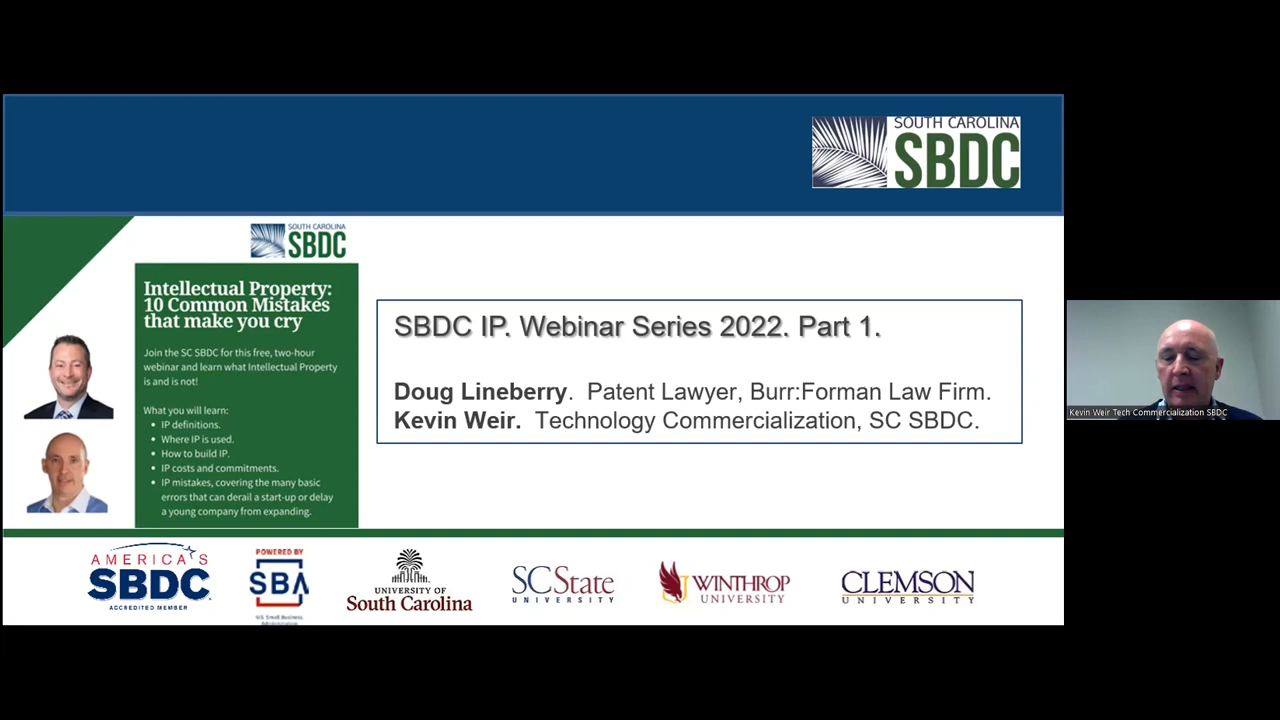 SOUTH CAROLINA
SBDC
SOUTH CAROLINA
SBDC
Intellectual Property:
10 Common Mistakes
that make you cry
Join the SC SBDC for this free, two-hour
webinar and learn what Intellectual Property
is and is not!
What you will learn:
• IP definitions.
• Where IP is used.
• How to build IP.
• IP costs and commitments.
• IP mistakes, covering the many basic
errors that can derail a start-up or delay
a young company from expanding.
SBDC IP. Webinar Series 2022. Part 1.
Doug Lineberry. Patent Lawyer, Burr:Forman Law Firm.
Kevin Weir. Technology Commercialization, SC SBDC.
Kevin Weir Tech Commercialization SBDC
AMERICA'S
SBDC
ACCREDITED MEMBER
POWERED BY
SBA
U.S. Small Business
Administration
UNIVERSITY OF
South Carolina
SC State
UNIVERSITY
WINTHROP
UNIVERSITY
CLEMSON
UNIVERSITY